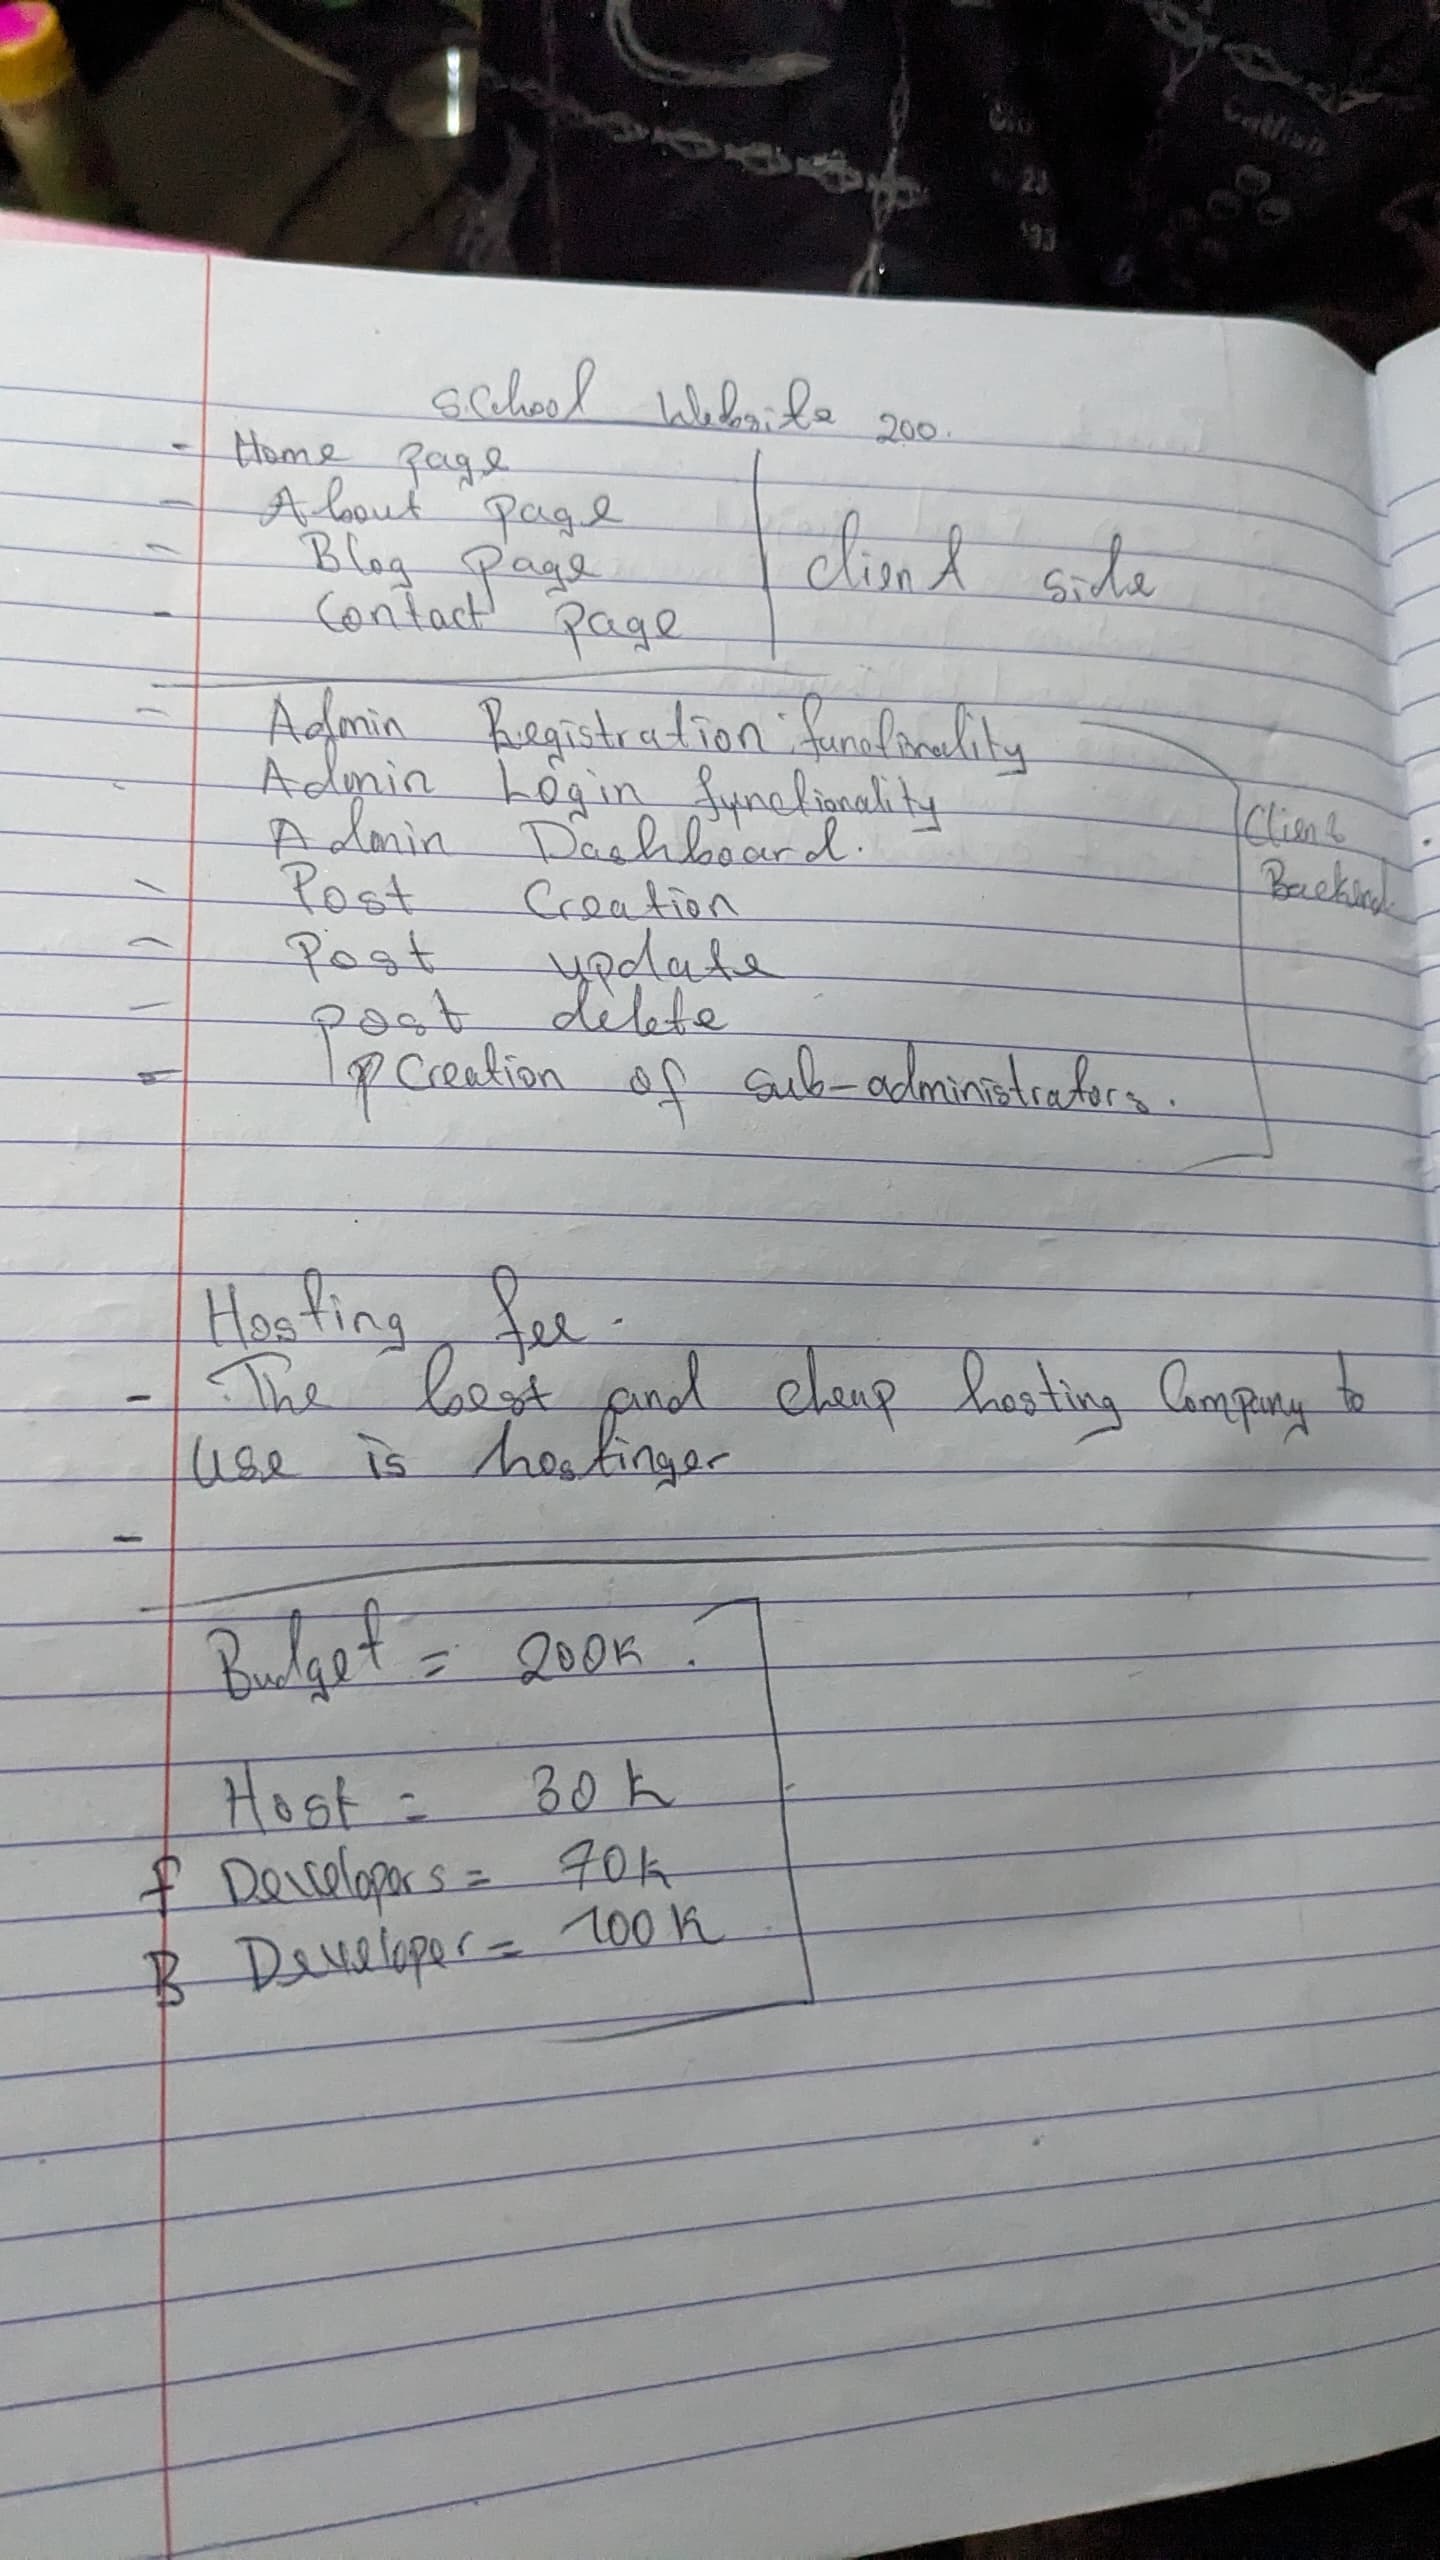 School Website 200.
- Home page
- About page
- Blog page
- Contact page
Client side
- Admin Registration functionality
Admin Login functionality
Admin Dashboard.
- Post Creation
- Post update
- post delete
- Creation of sub-administrators.
Client
Backend
Hosting fee.
- The best and cheap hosting Company to
use is hostinger
-
Budget = 200K.
Host = 30k
f Developers = 70k
B Developer = 100K